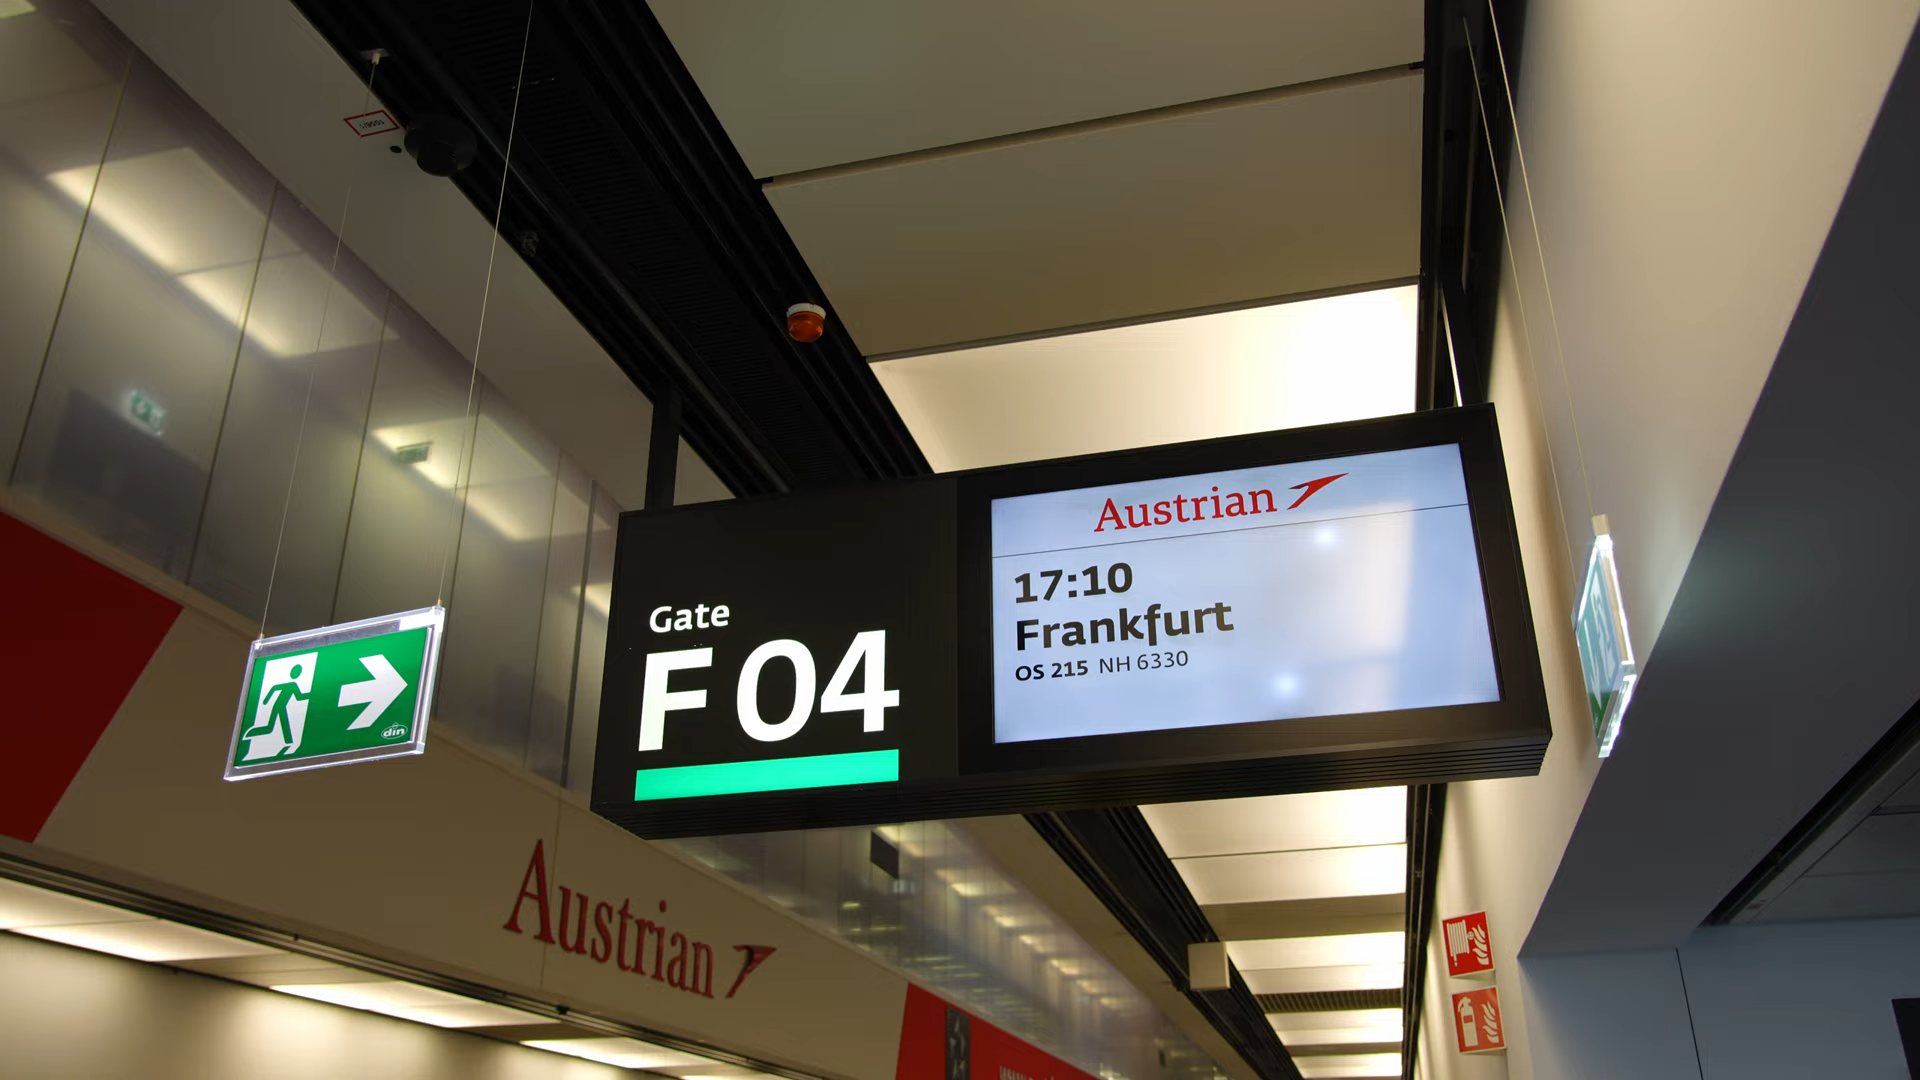 Gate
F 04
Austrian
17:10
Frankfurt
OS 215 NH 6330
din
Austrian